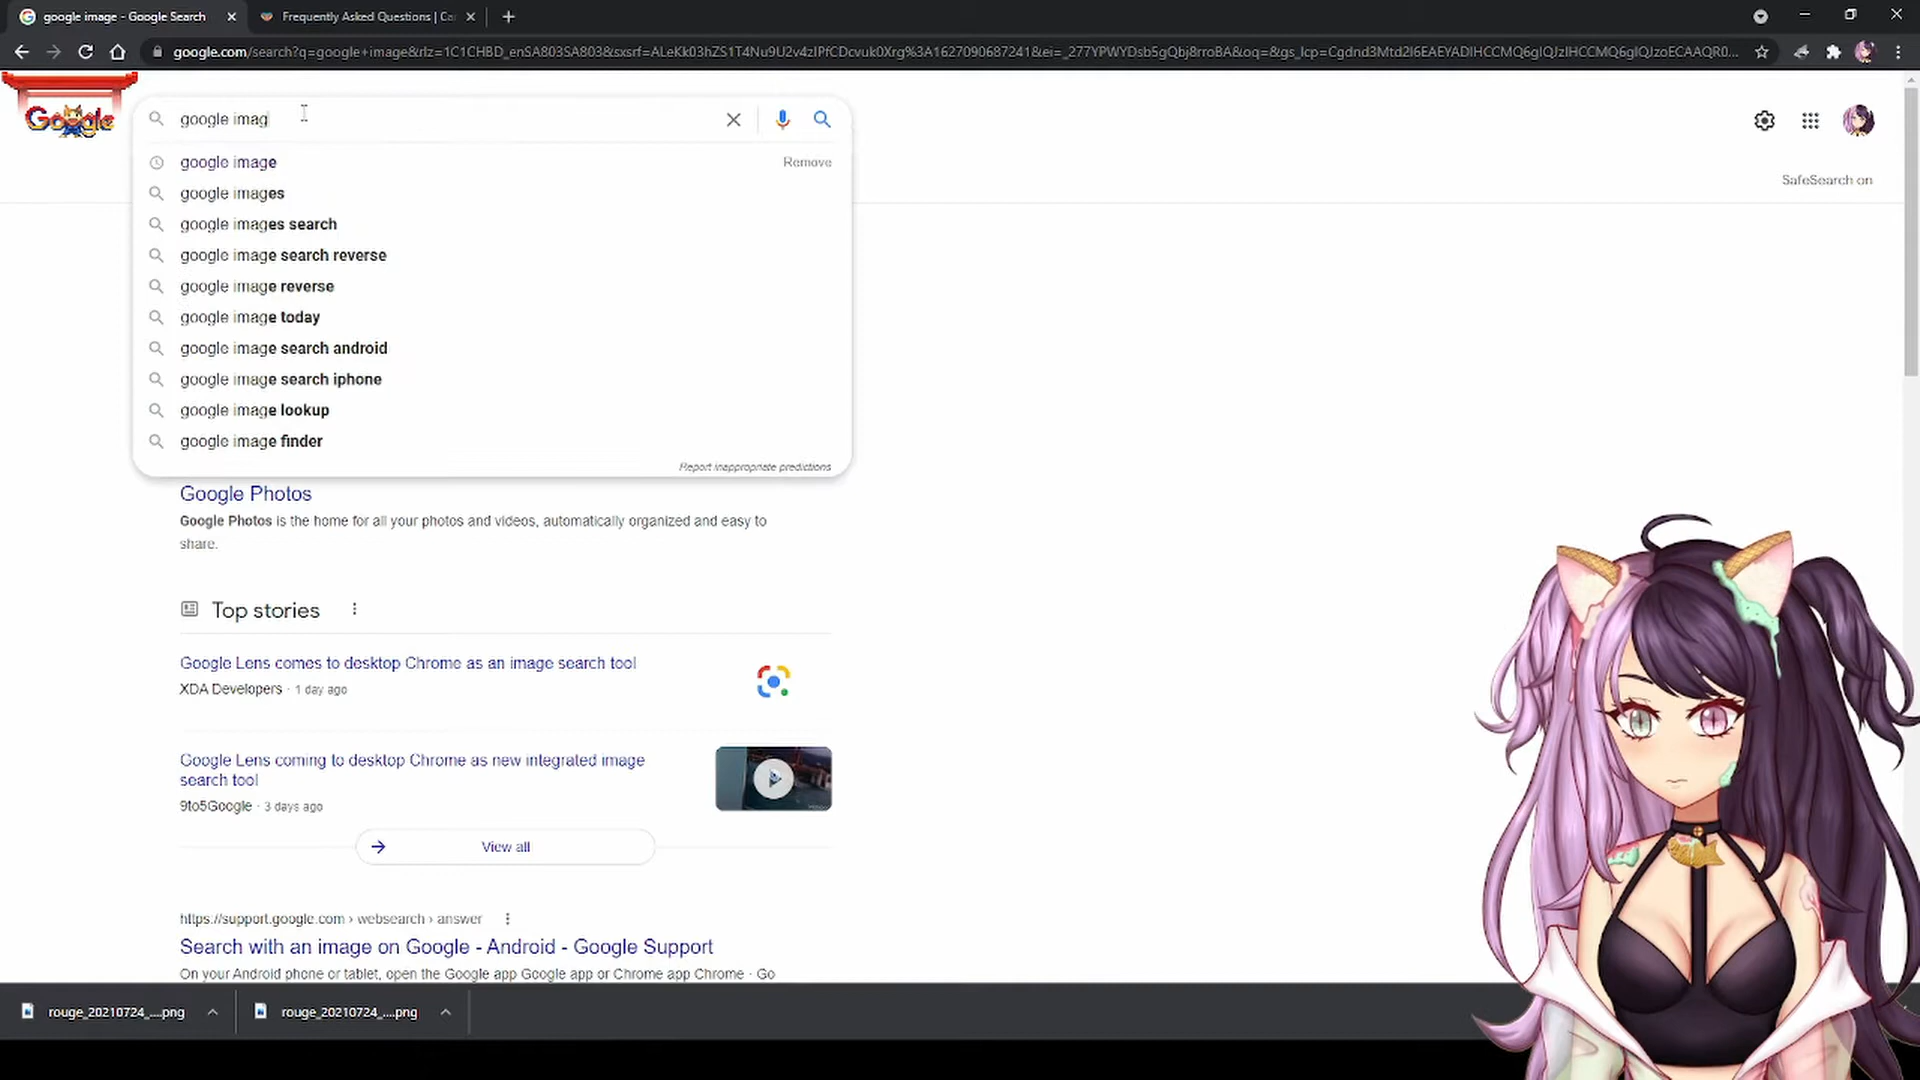 google image - Google Search
Frequently Asked Questions | Ca
google.com/search?q=google+image&rlz=1C1CHBD_enSA803SA803&sxsrf=
Google
google imag
google image
Remove
google images
google images search
google image search reverse
google image reverse
google image today
google image search android
google image search iphone
google image lookup
google image finder
Report inappropriate predictions
SafeSearch on
Google Photos
Google Photos is the home for all your photos and videos, automatically organized and easy to
share.
Top stories
Google Lens comes to desktop Chrome as an image search tool
XDA Developers · 1 day ago
Google Lens coming to desktop Chrome as new integrated image
search tool
9to5Google · 3 days ago
View all
https://support.google.com › websearch › answer
Search with an image on Google - Android - Google Support
On your Android phone or tablet, open the Google app Google app or Chrome app Chrome · Go
rouge_20210724_....png
rouge_20210724_....png